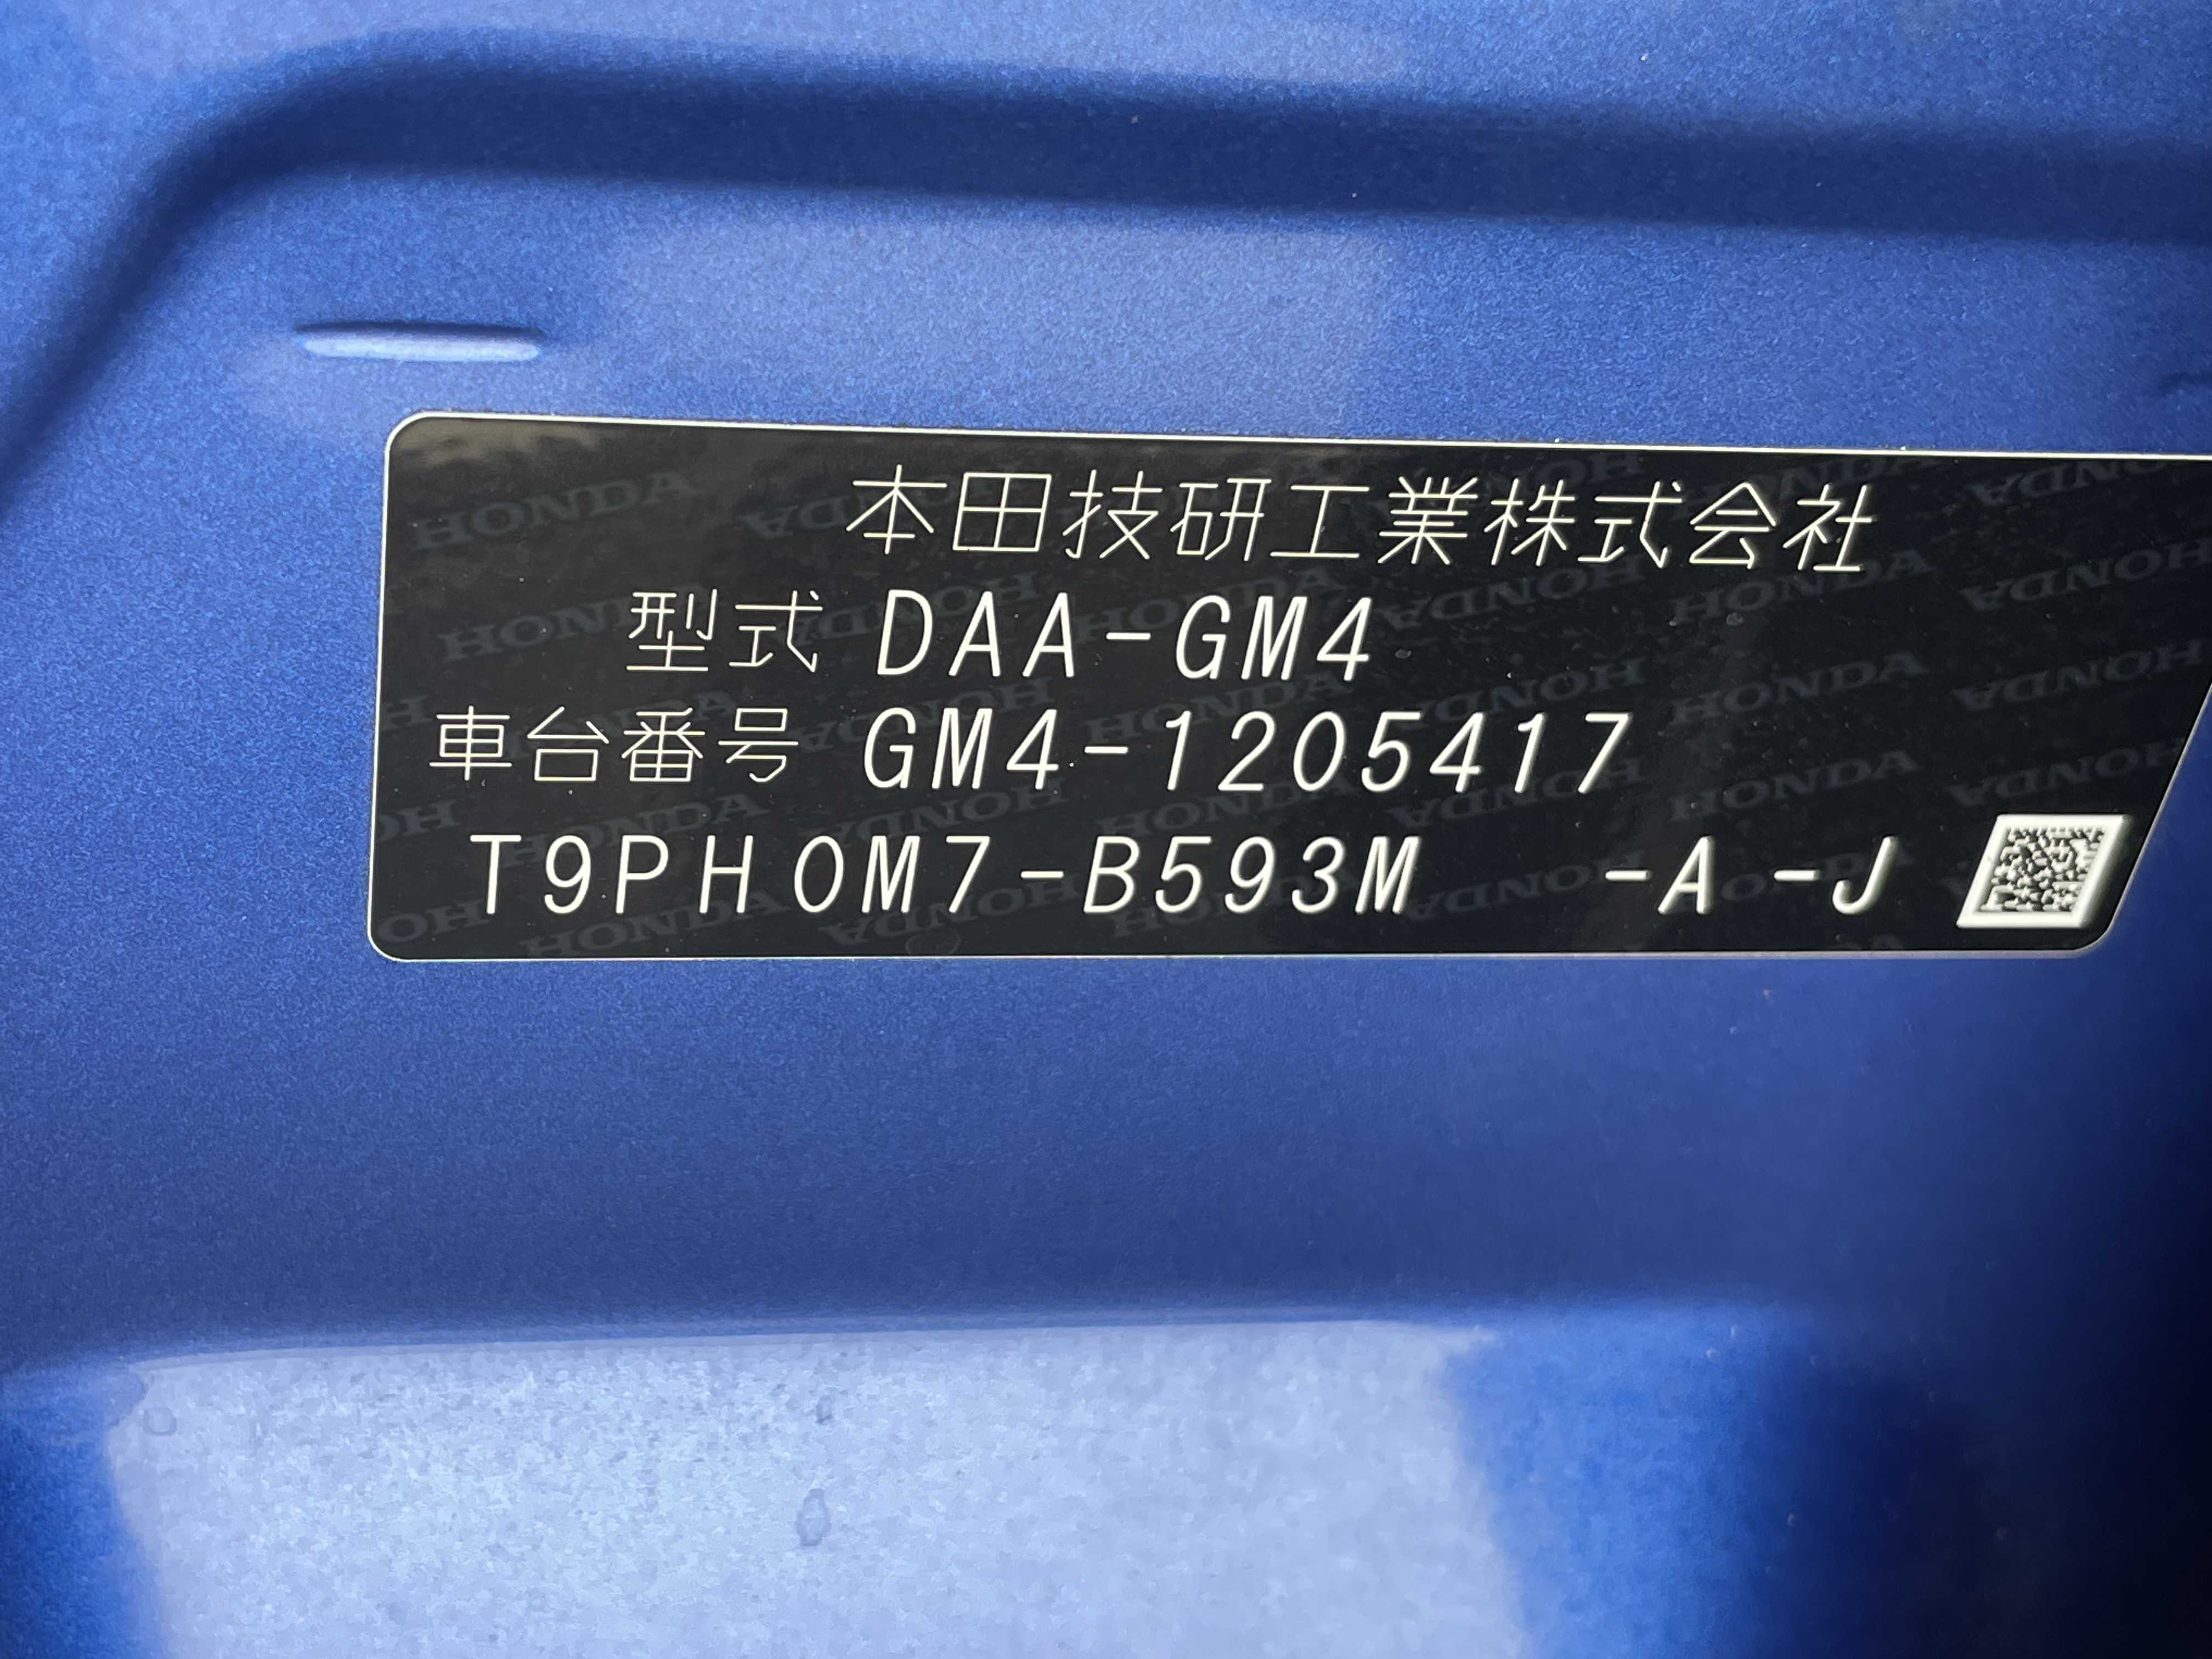 本田技研工業株式会社
型式 DAA-GM4
車台番号 GM4-1205417
T9PH0M7-B593M -A -J